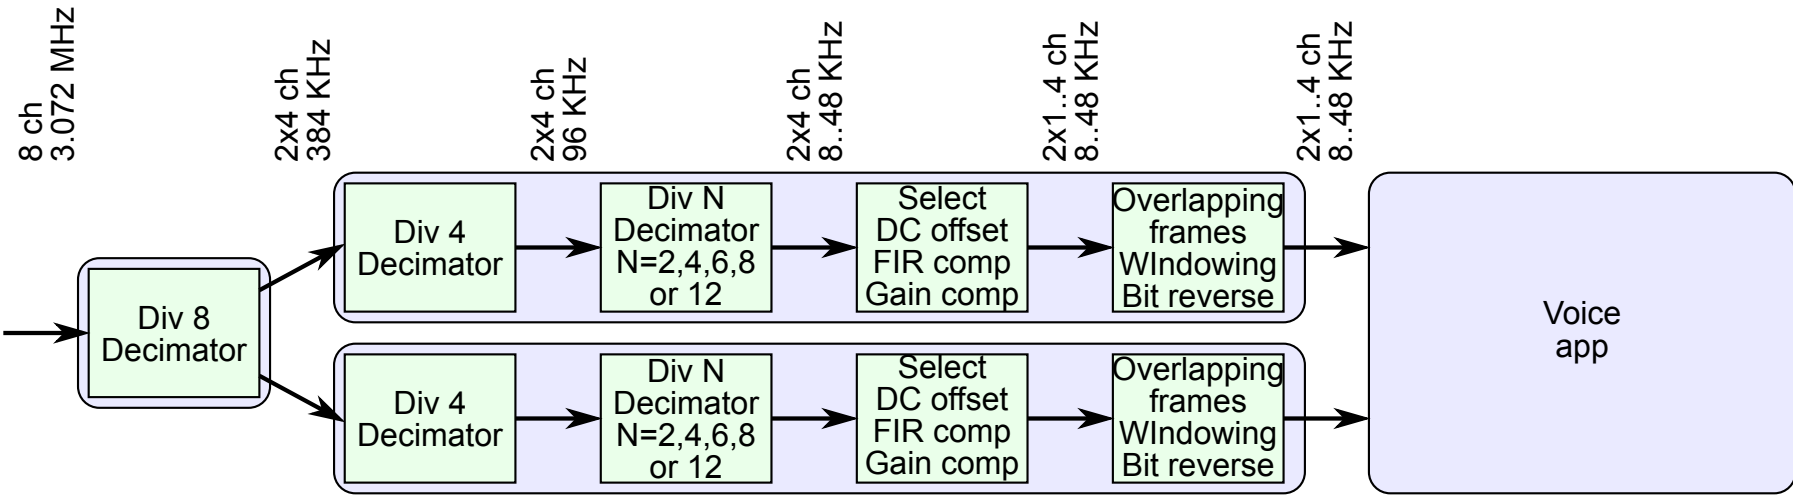 8 ch
3.072 MHz
2x4 ch
384 KHz
2x4 ch
96 KHz
2x4 ch
8..48 KHz
2x1..4 ch
8..48 KHz
2x1..4 ch
8..48 KHz
Div 8
Decimator
Div 4
Decimator
Div N
Decimator
N=2,4,6,8
or 12
Select
DC offset
FIR comp
Gain comp
Overlapping
frames
WIndowing
Bit reverse
Div 4
Decimator
Div N
Decimator
N=2,4,6,8
or 12
Select
DC offset
FIR comp
Gain comp
Overlapping
frames
WIndowing
Bit reverse
Voice
app